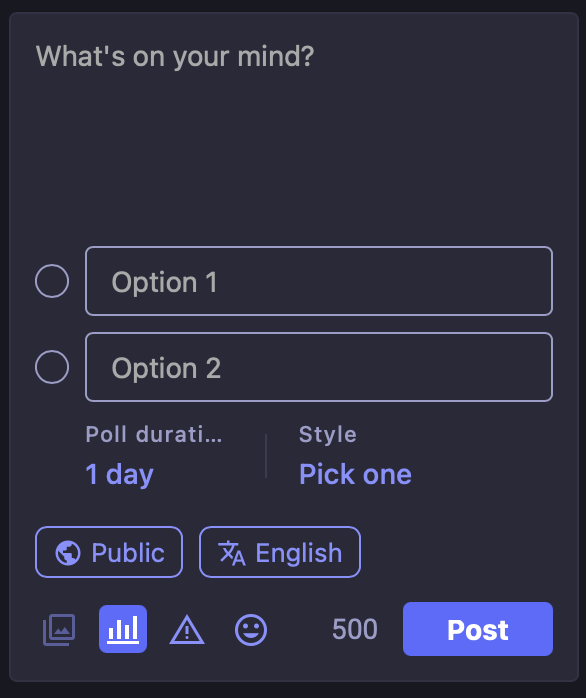 What's on your mind?
Option 1
Option 2
Poll durati...
Style
1 day
Pick one
Public
English
500
Post